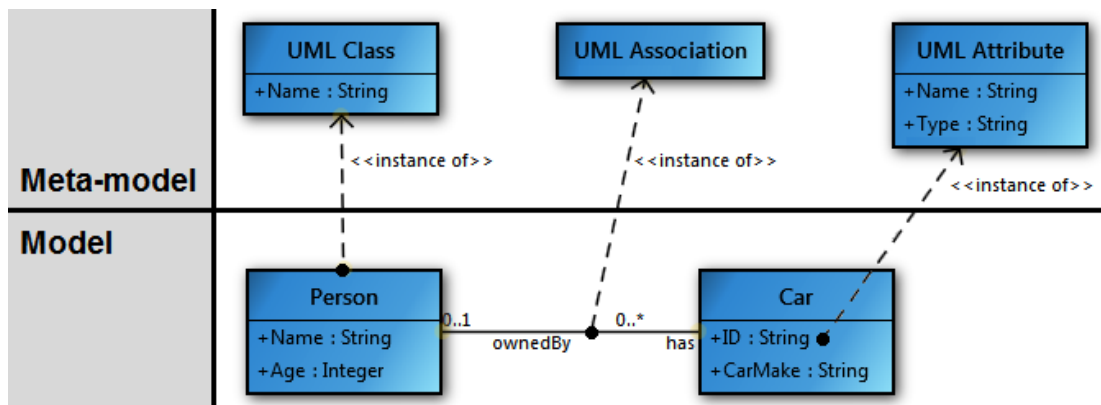 UML Class
+Name : String
UML Association
UML Attribute
+Name : String
+Type : String
<<instance of>>
<<instance of>>
<<instance of>>
Meta-model
Model
Person
+Name : String
+Age : Integer
0..1
ownedBy
0..*
has
Car
+ID : String
+CarMake : String